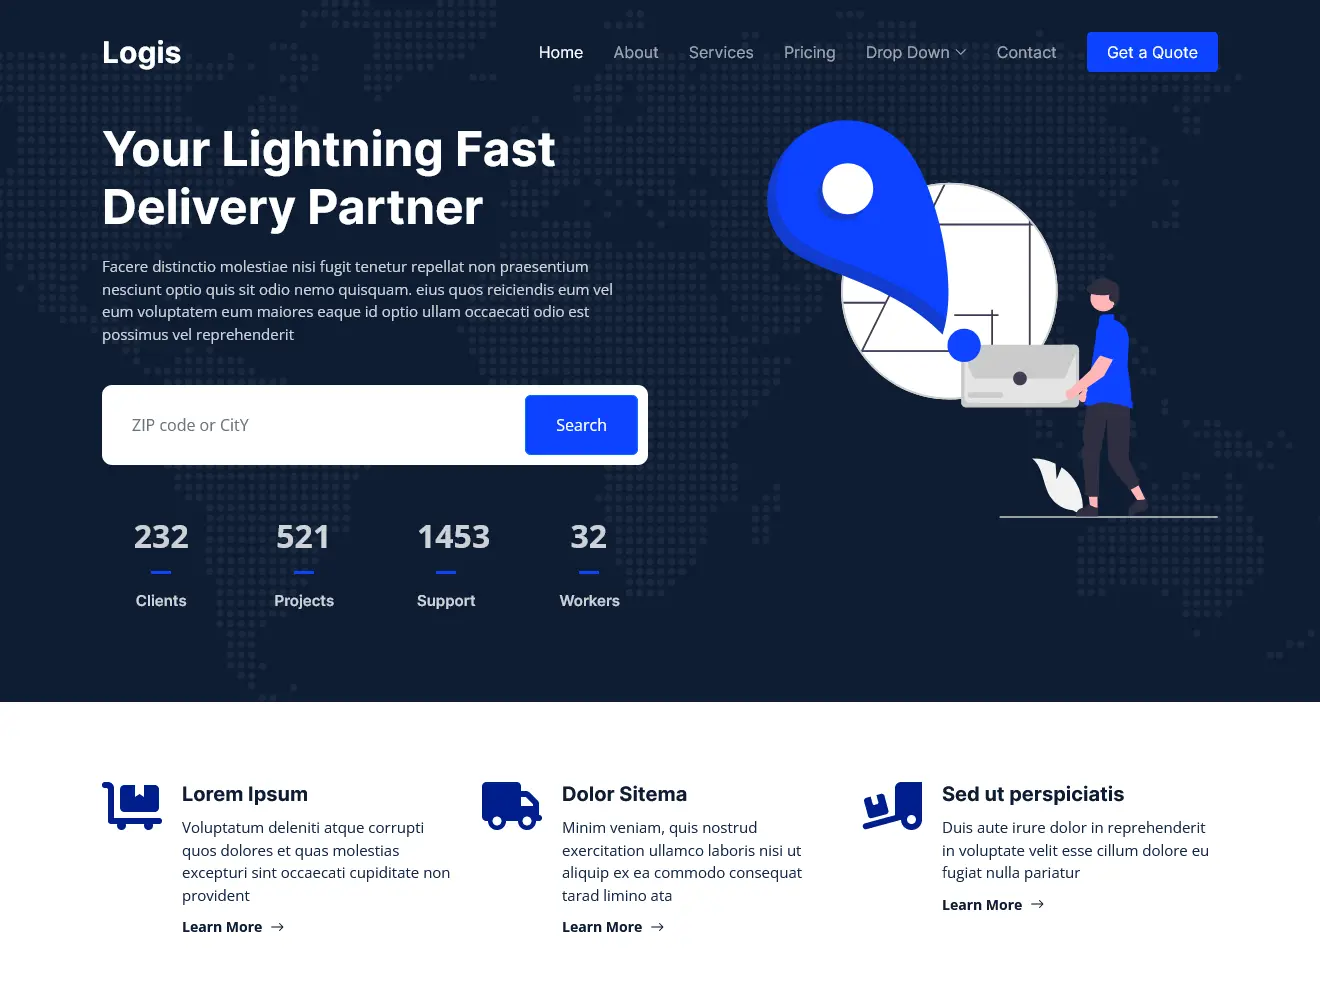 Logis
Home About Services Pricing Drop Down Contact Get a Quote
Your Lightning Fast
Delivery Partner
Facere distinctio molestiae nisi fugit tenetur repellat non praesentium
nesciunt optio quis sit odio nemo quisquam. eius quos reiciendis eum vel
eum voluptatem eum maiores eaque id optio ullam occaecati odio est
possimus vel reprehenderit
ZIP code or CitY
Search
232 521 1453 32
Clients Projects Support Workers
Lorem Ipsum
Voluptatum deleniti atque corrupti
quos dolores et quas molestias
excepturi sint occaecati cupiditate non
provident
Learn More
Dolor Sitema
Minim veniam, quis nostrud
exercitation ullamco laboris nisi ut
aliquip ex ea commodo consequat
tarad limino ata
Learn More
Sed ut perspiciatis
Duis aute irure dolor in reprehenderit
in voluptate velit esse cillum dolore eu
fugiat nulla pariatur
Learn More